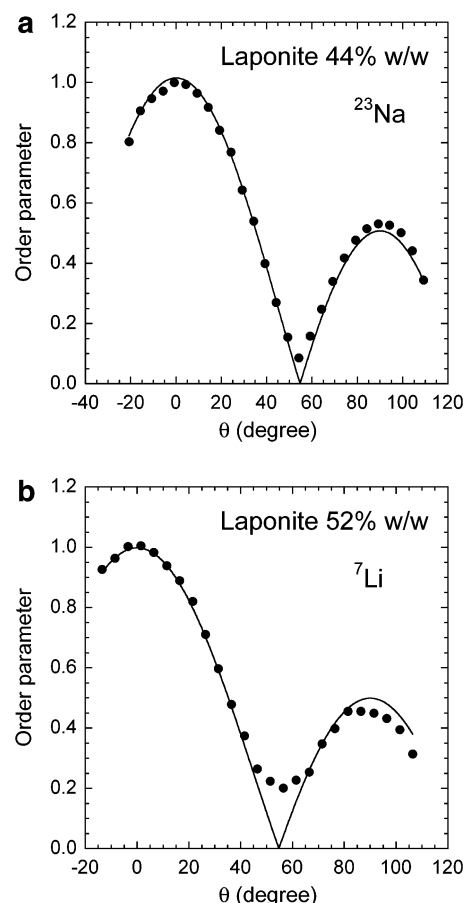 a
Laponite 44% w/w
²³Na
Order parameter
1.2
1.0
0.8
0.6
0.4
0.2
0.0
-40 -20 0 20 40 60 80 100 120
θ (degree)
b
Laponite 52% w/w
⁷Li
Order parameter
1.2
1.0
0.8
0.6
0.4
0.2
0.0
-20 0 20 40 60 80 100 120
θ (degree)